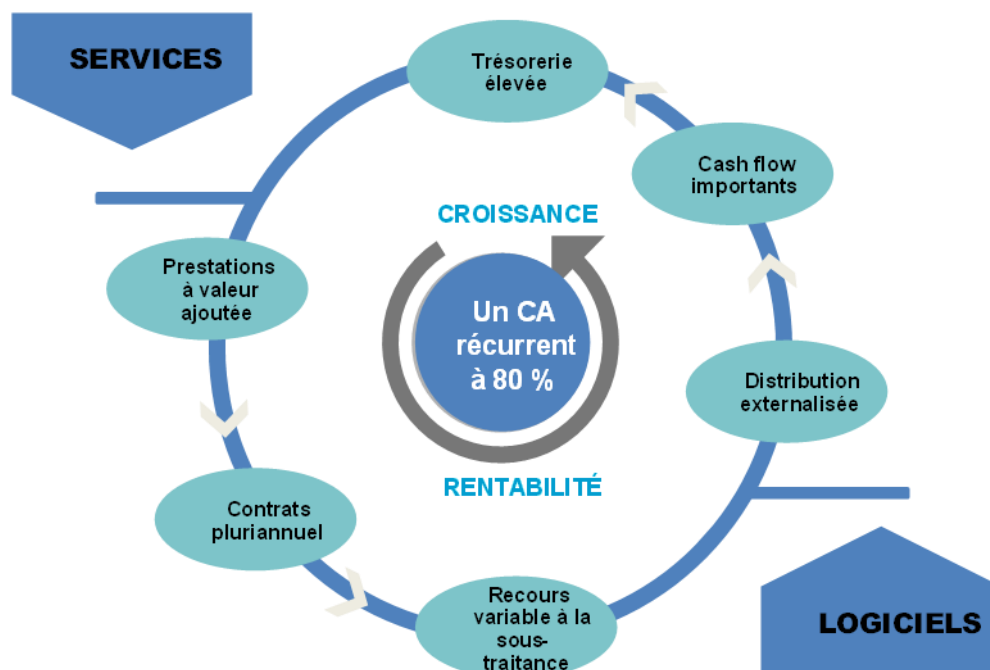 SERVICES
Trésorerie
élevée
Cash flow
importants
CROISSANCE
Prestations
à valeur
ajoutée
Un CA
récurrent
à 80 %
Distribution
externalisée
RENTABILITÉ
Contrats
pluriannuel
Recours
variable à la
sous-
traitance
LOGICIELS